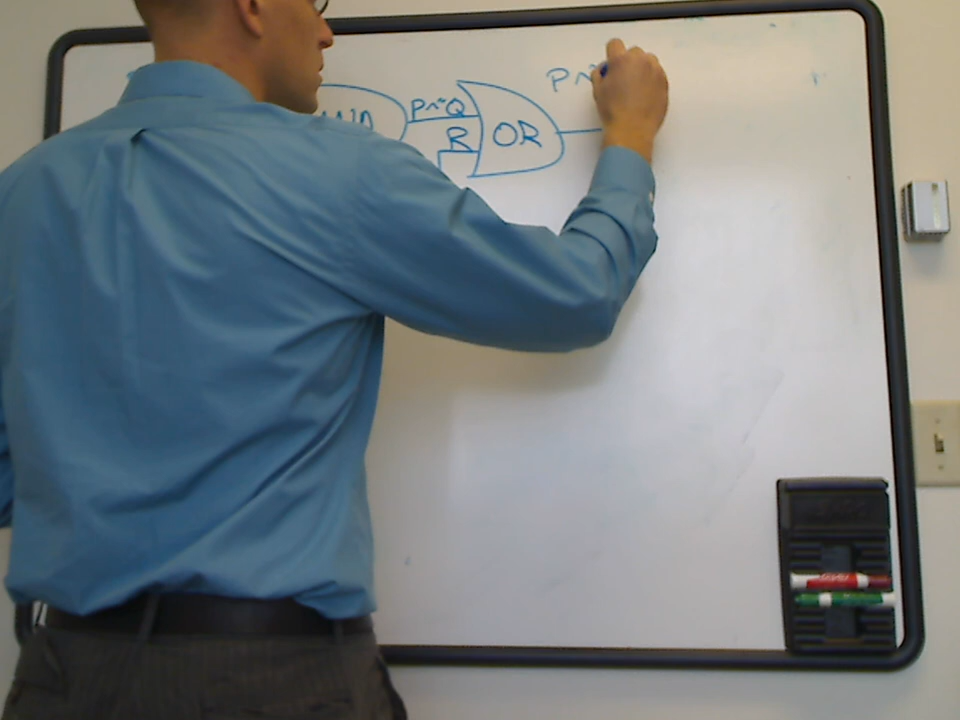 P ^ ~
P^~Q
AND
R
OR